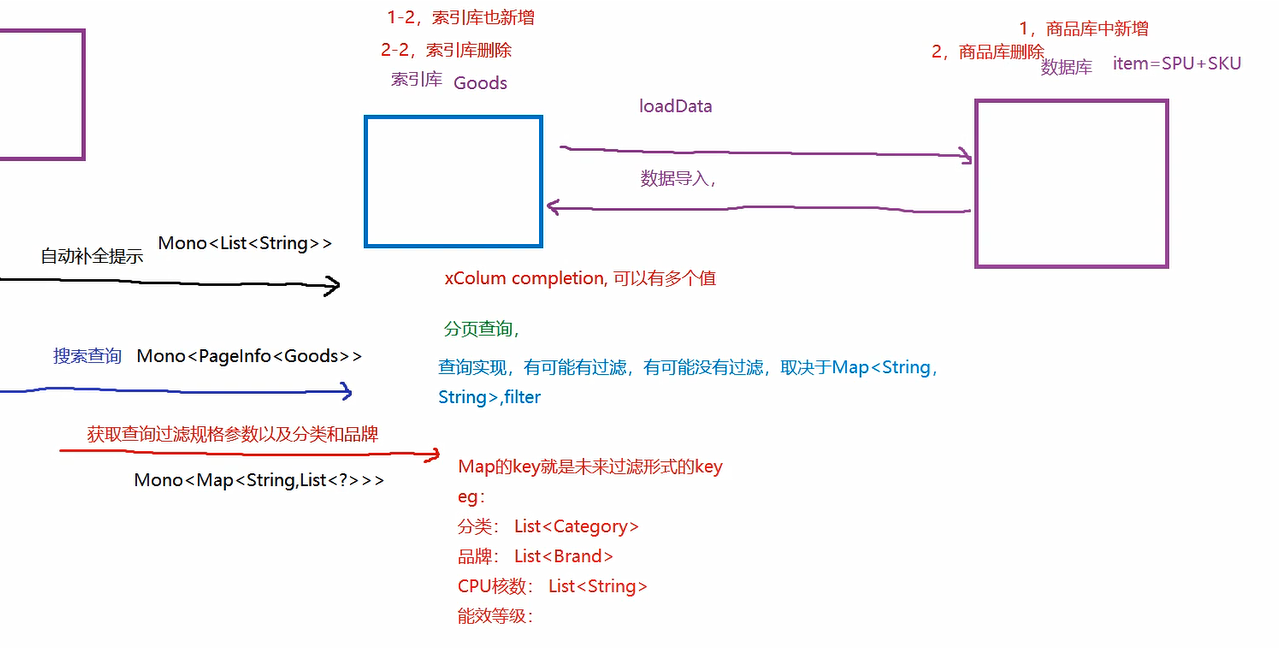 1-2，索引库也新增
2-2，索引库删除
索引库 Goods
1，商品库中新增
2，商品库删除
数据库 item=SPU+SKU
loadData
数据导入，
自动补全提示 Mono<List<String>>
xColum completion, 可以有多个值
分页查询，
搜索查询 Mono<PageInfo<Goods>>
查询实现，有可能有过滤，有可能没有过滤，取决于Map<String，
String>,filter
获取查询过滤规格参数以及分类和品牌
Mono<Map<String,List<?>>>
Map的key就是未来过滤形式的key
eg：
分类： List<Category>
品牌： List<Brand>
CPU核数： List<String>
能效等级：